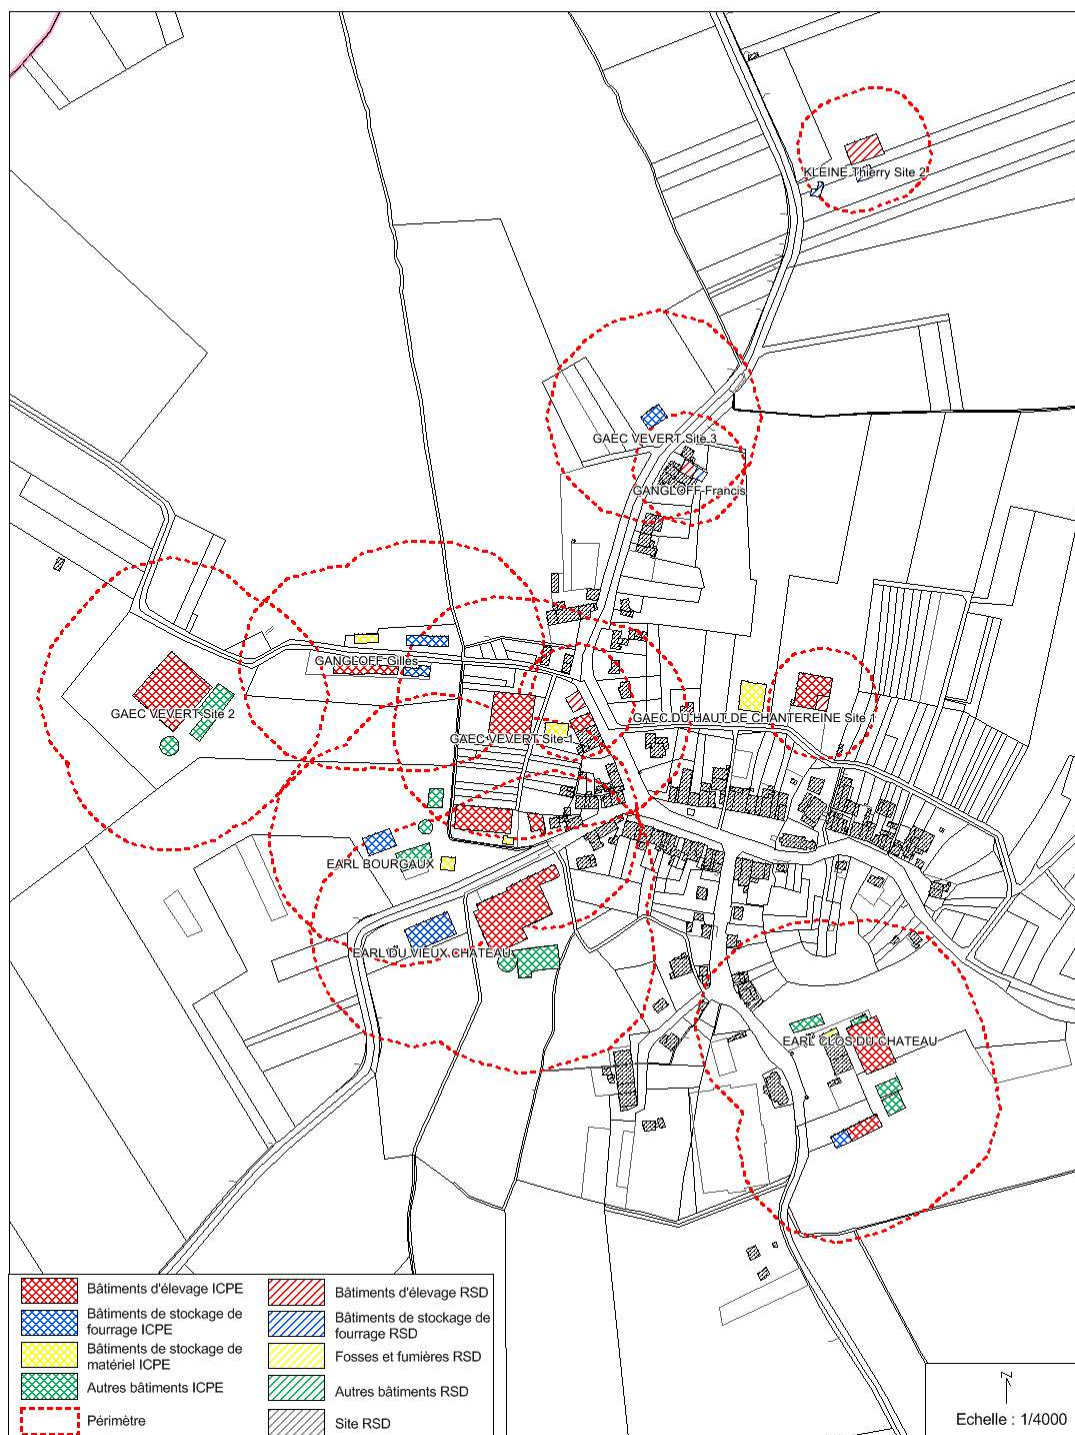 KLEINE Thierry Site 2
GAEC VEVERT Site 3
GANGLOFF Francis
GANGLOFF Gilles
GAEC VEVERT Site 2
GAEC DU HAUT DE CHANTEREINE Site 1
GAEC VEVERT Site 1
EARL BOURGAUX
EARL DU VIEUX CHATEAU
EARL CLOS DU CHATEAU
Bâtiments d'élevage ICPE
Bâtiments de stockage de
fourrage ICPE
Bâtiments de stockage de
matériel ICPE
Autres bâtiments ICPE
Périmètre
Bâtiments d'élevage RSD
Bâtiments de stockage de
fourrage RSD
Fosses et fumières RSD
Autres bâtiments RSD
Site RSD
N
Echelle : 1/4000